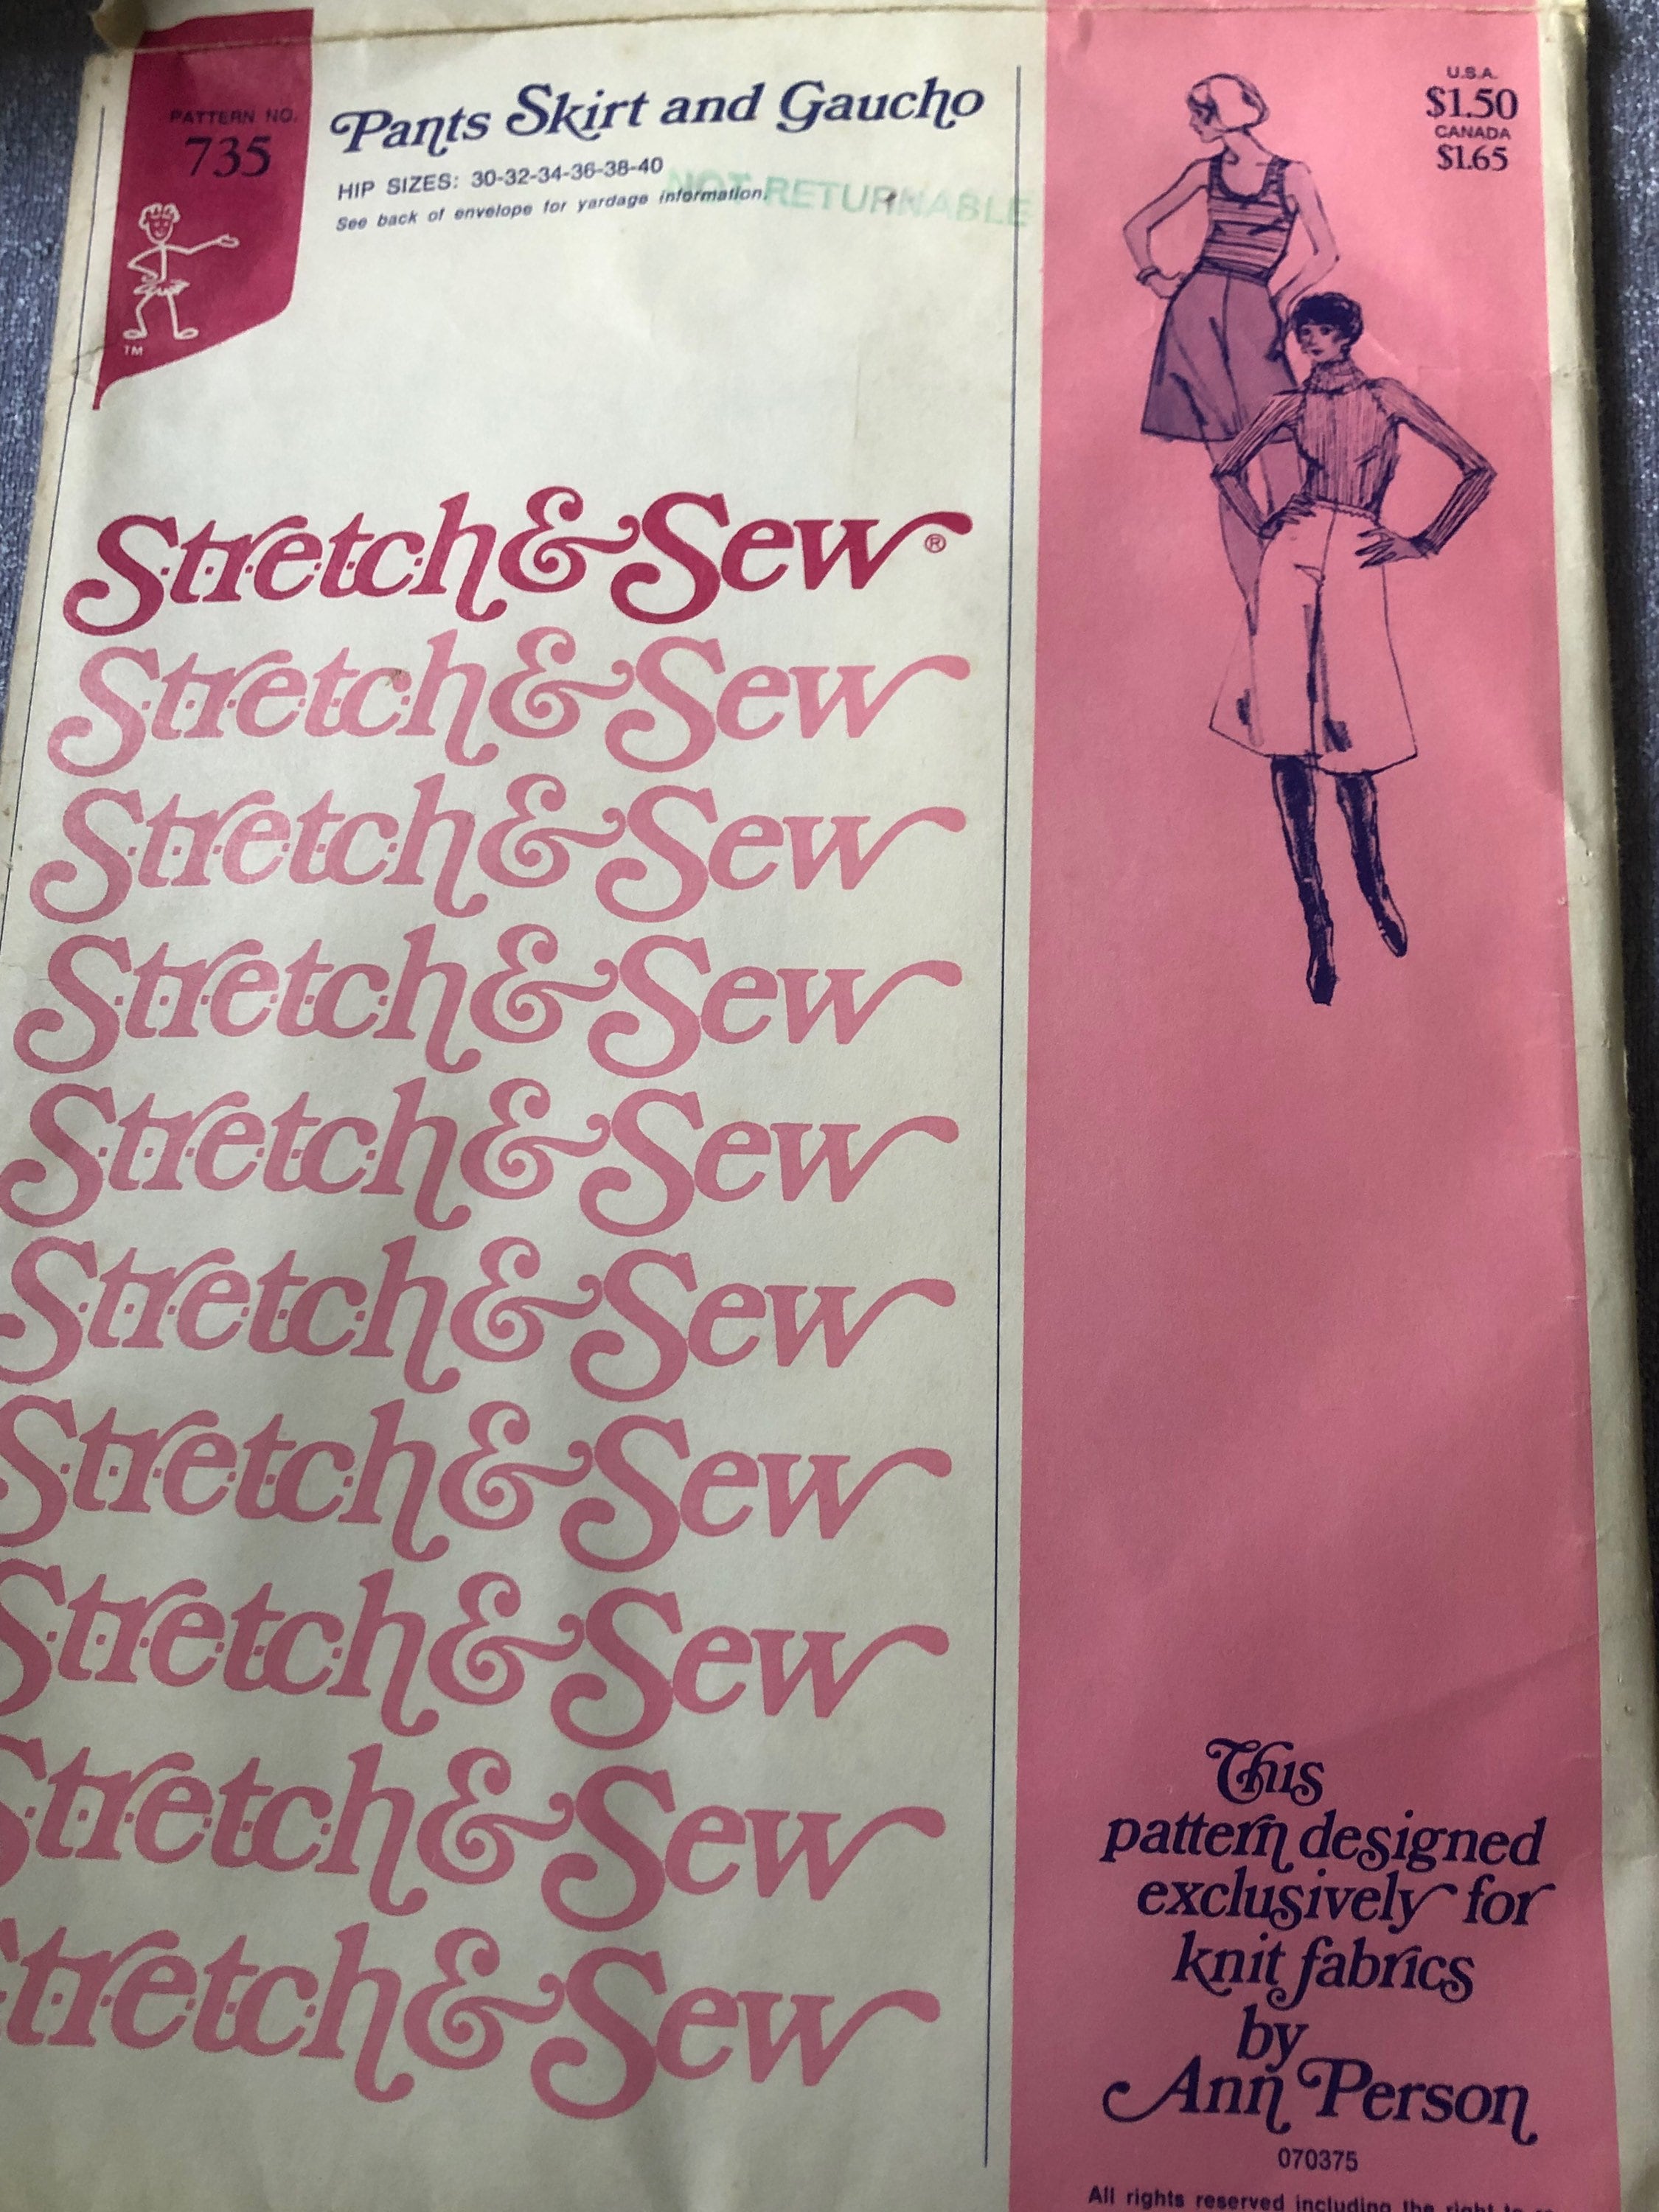 PATTERN NO.
735
TM
Pants Skirt and Gaucho
HIP SIZES: 30-32-34-36-38-40
See back of envelope for yardage information.
NOT RETURNABLE
U.S.A.
$1.50
CANADA
$1.65
Stretch & Sew®
Stretch & Sew
Stretch & Sew
Stretch & Sew
Stretch & Sew
Stretch & Sew
Stretch & Sew
Stretch & Sew
Stretch & Sew
Stretch & Sew
This
pattern designed
exclusively for
knit fabrics
by
Ann Person
070375
All rights reserved including the right to